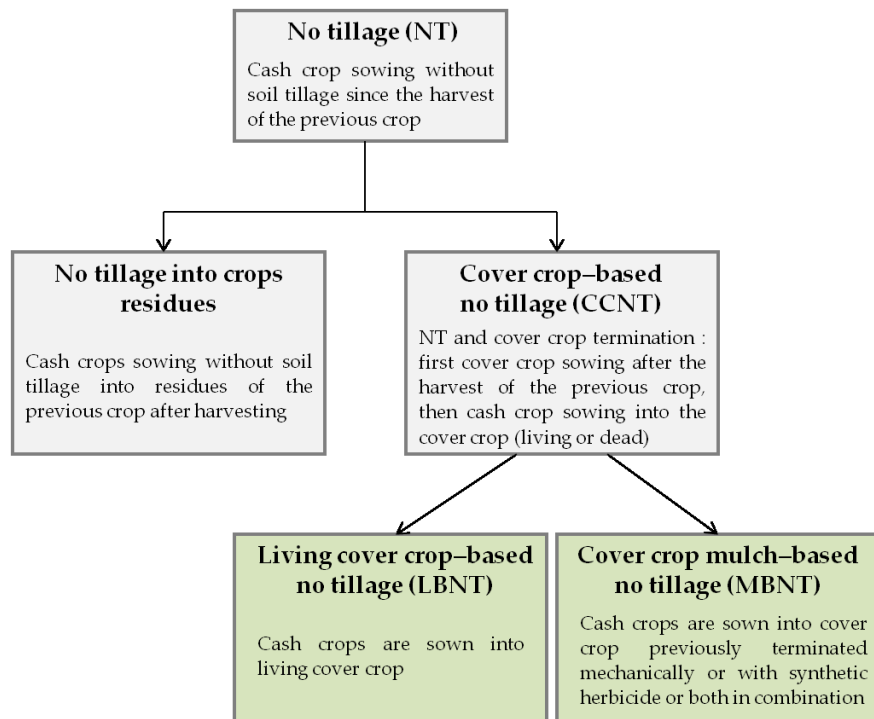 No tillage (NT)
Cash crop sowing without
soil tillage since the harvest
of the previous crop
No tillage into crops
residues
Cash crops sowing without soil
tillage into residues of the
previous crop after harvesting
Cover crop–based
no tillage (CCNT)
NT and cover crop termination :
first cover crop sowing after the
harvest of the previous crop,
then cash crop sowing into the
cover crop (living or dead)
Living cover crop–based
no tillage (LBNT)
Cash crops are sown into
living cover crop
Cover crop mulch–based
no tillage (MBNT)
Cash crops are sown into cover
crop previously terminated
mechanically or with synthetic
herbicide or both in combination